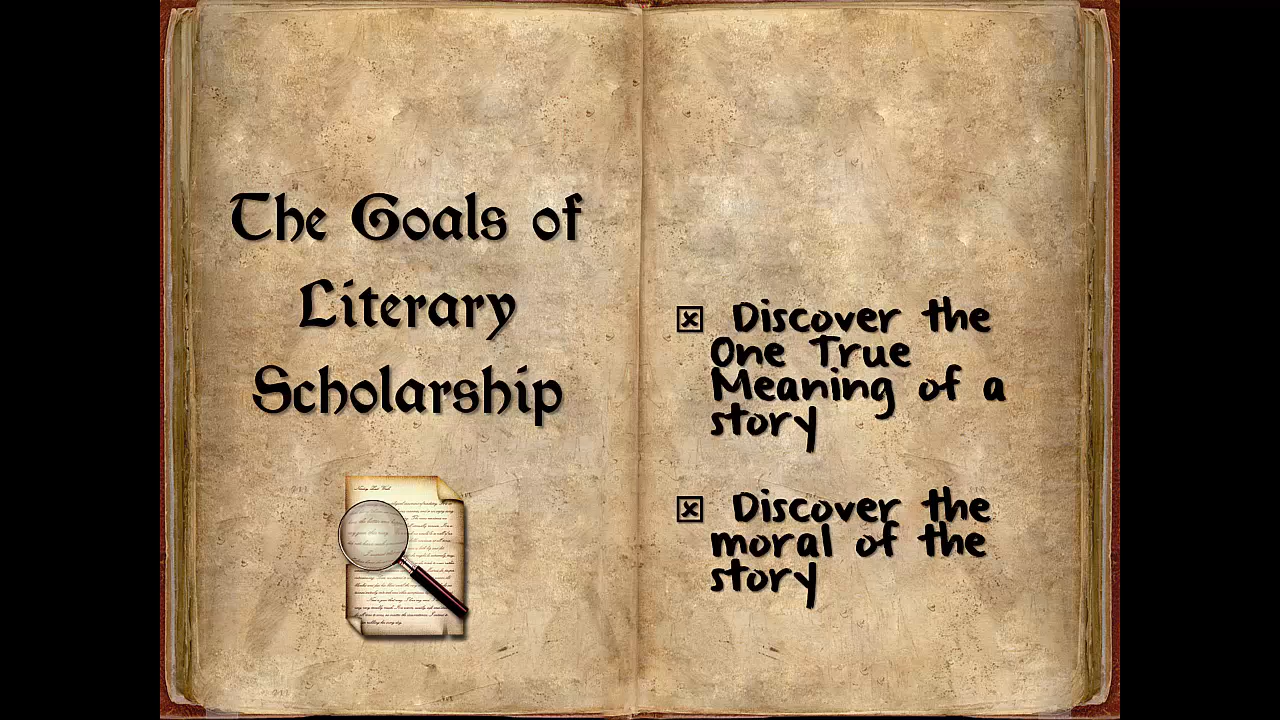 The Goals of
Literary
Scholarship
☒ Discover the
One True
Meaning of a
story
☒ Discover the
moral of the
story